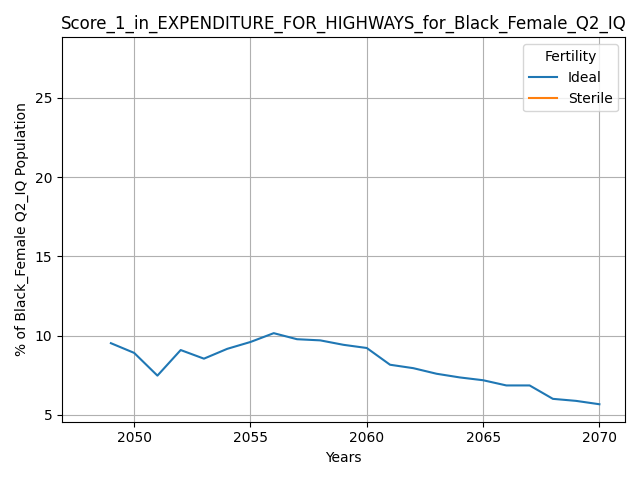 Score_1_in_EXPENDITURE_FOR_HIGHWAYS_for_Black_Female_Q2_IQ
Fertility
Ideal
Sterile
% of Black_Female Q2_IQ Population
25
20
15
10
5
2050 2055 2060 2065 2070
Years